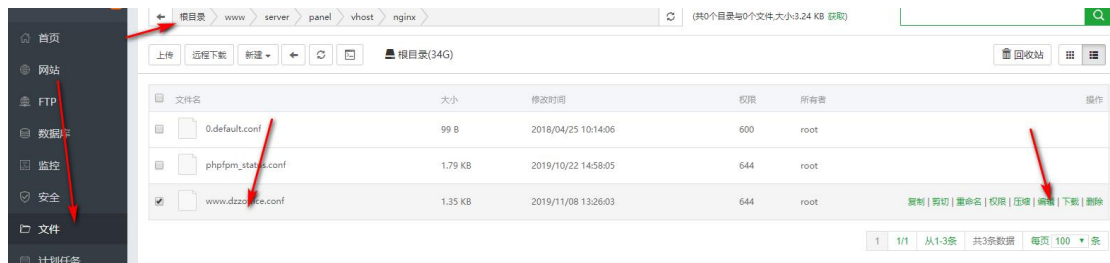 根目录 www server panel vhost nginx (共0个目录与0个文件,大小:3.24 KB 获取)
首页
上传 远程下载 新建 根目录(34G) 回收站
网站
FTP
文件名 大小 修改时间 权限 所有者 操作
数据库
0.default.conf 99 B 2018/04/25 10:14:06 600 root
监控
phpfpm_status.conf 1.79 KB 2019/10/22 14:58:05 644 root
安全
www.dzzoffice.conf 1.35 KB 2019/11/08 13:26:03 644 root 复制 | 剪切 | 重命名 | 权限 | 压缩 | 编辑 | 下载 | 删除
文件
1 1/1 从1-3条 共3条数据 每页 100 条
计划任务